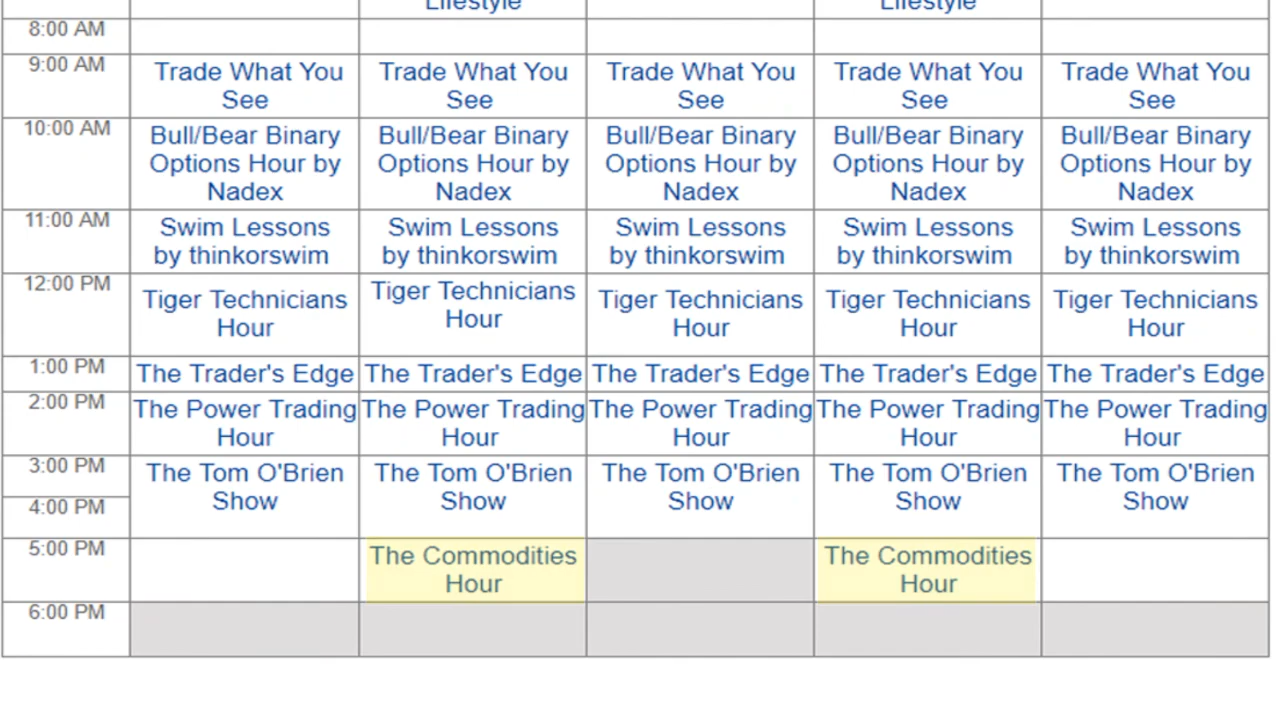 Lifestyle Lifestyle
8:00 AM
9:00 AM Trade What You Trade What You Trade What You Trade What You Trade What You
See See See See See
10:00 AM Bull/Bear Binary Bull/Bear Binary Bull/Bear Binary Bull/Bear Binary Bull/Bear Binary
Options Hour by Options Hour by Options Hour by Options Hour by Options Hour by
Nadex Nadex Nadex Nadex Nadex
11:00 AM Swim Lessons Swim Lessons Swim Lessons Swim Lessons Swim Lessons
by thinkorswim by thinkorswim by thinkorswim by thinkorswim by thinkorswim
12:00 PM Tiger Technicians Tiger Technicians Tiger Technicians Tiger Technicians Tiger Technicians
Hour Hour Hour Hour Hour
1:00 PM The Trader's Edge The Trader's Edge The Trader's Edge The Trader's Edge The Trader's Edge
2:00 PM The Power Trading The Power Trading The Power Trading The Power Trading The Power Trading
Hour Hour Hour Hour Hour
3:00 PM The Tom O'Brien The Tom O'Brien The Tom O'Brien The Tom O'Brien The Tom O'Brien
Show Show Show Show Show
4:00 PM
5:00 PM The Commodities The Commodities
Hour Hour
6:00 PM